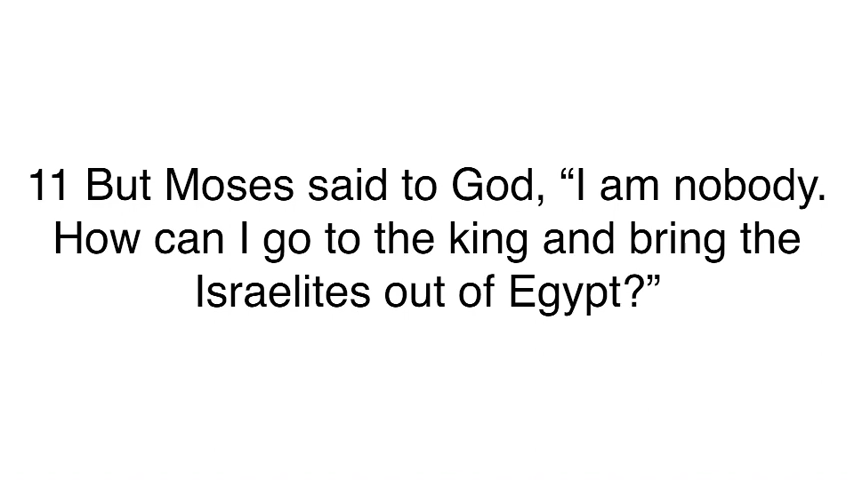 11 But Moses said to God, “I am nobody.
How can I go to the king and bring the
Israelites out of Egypt?”